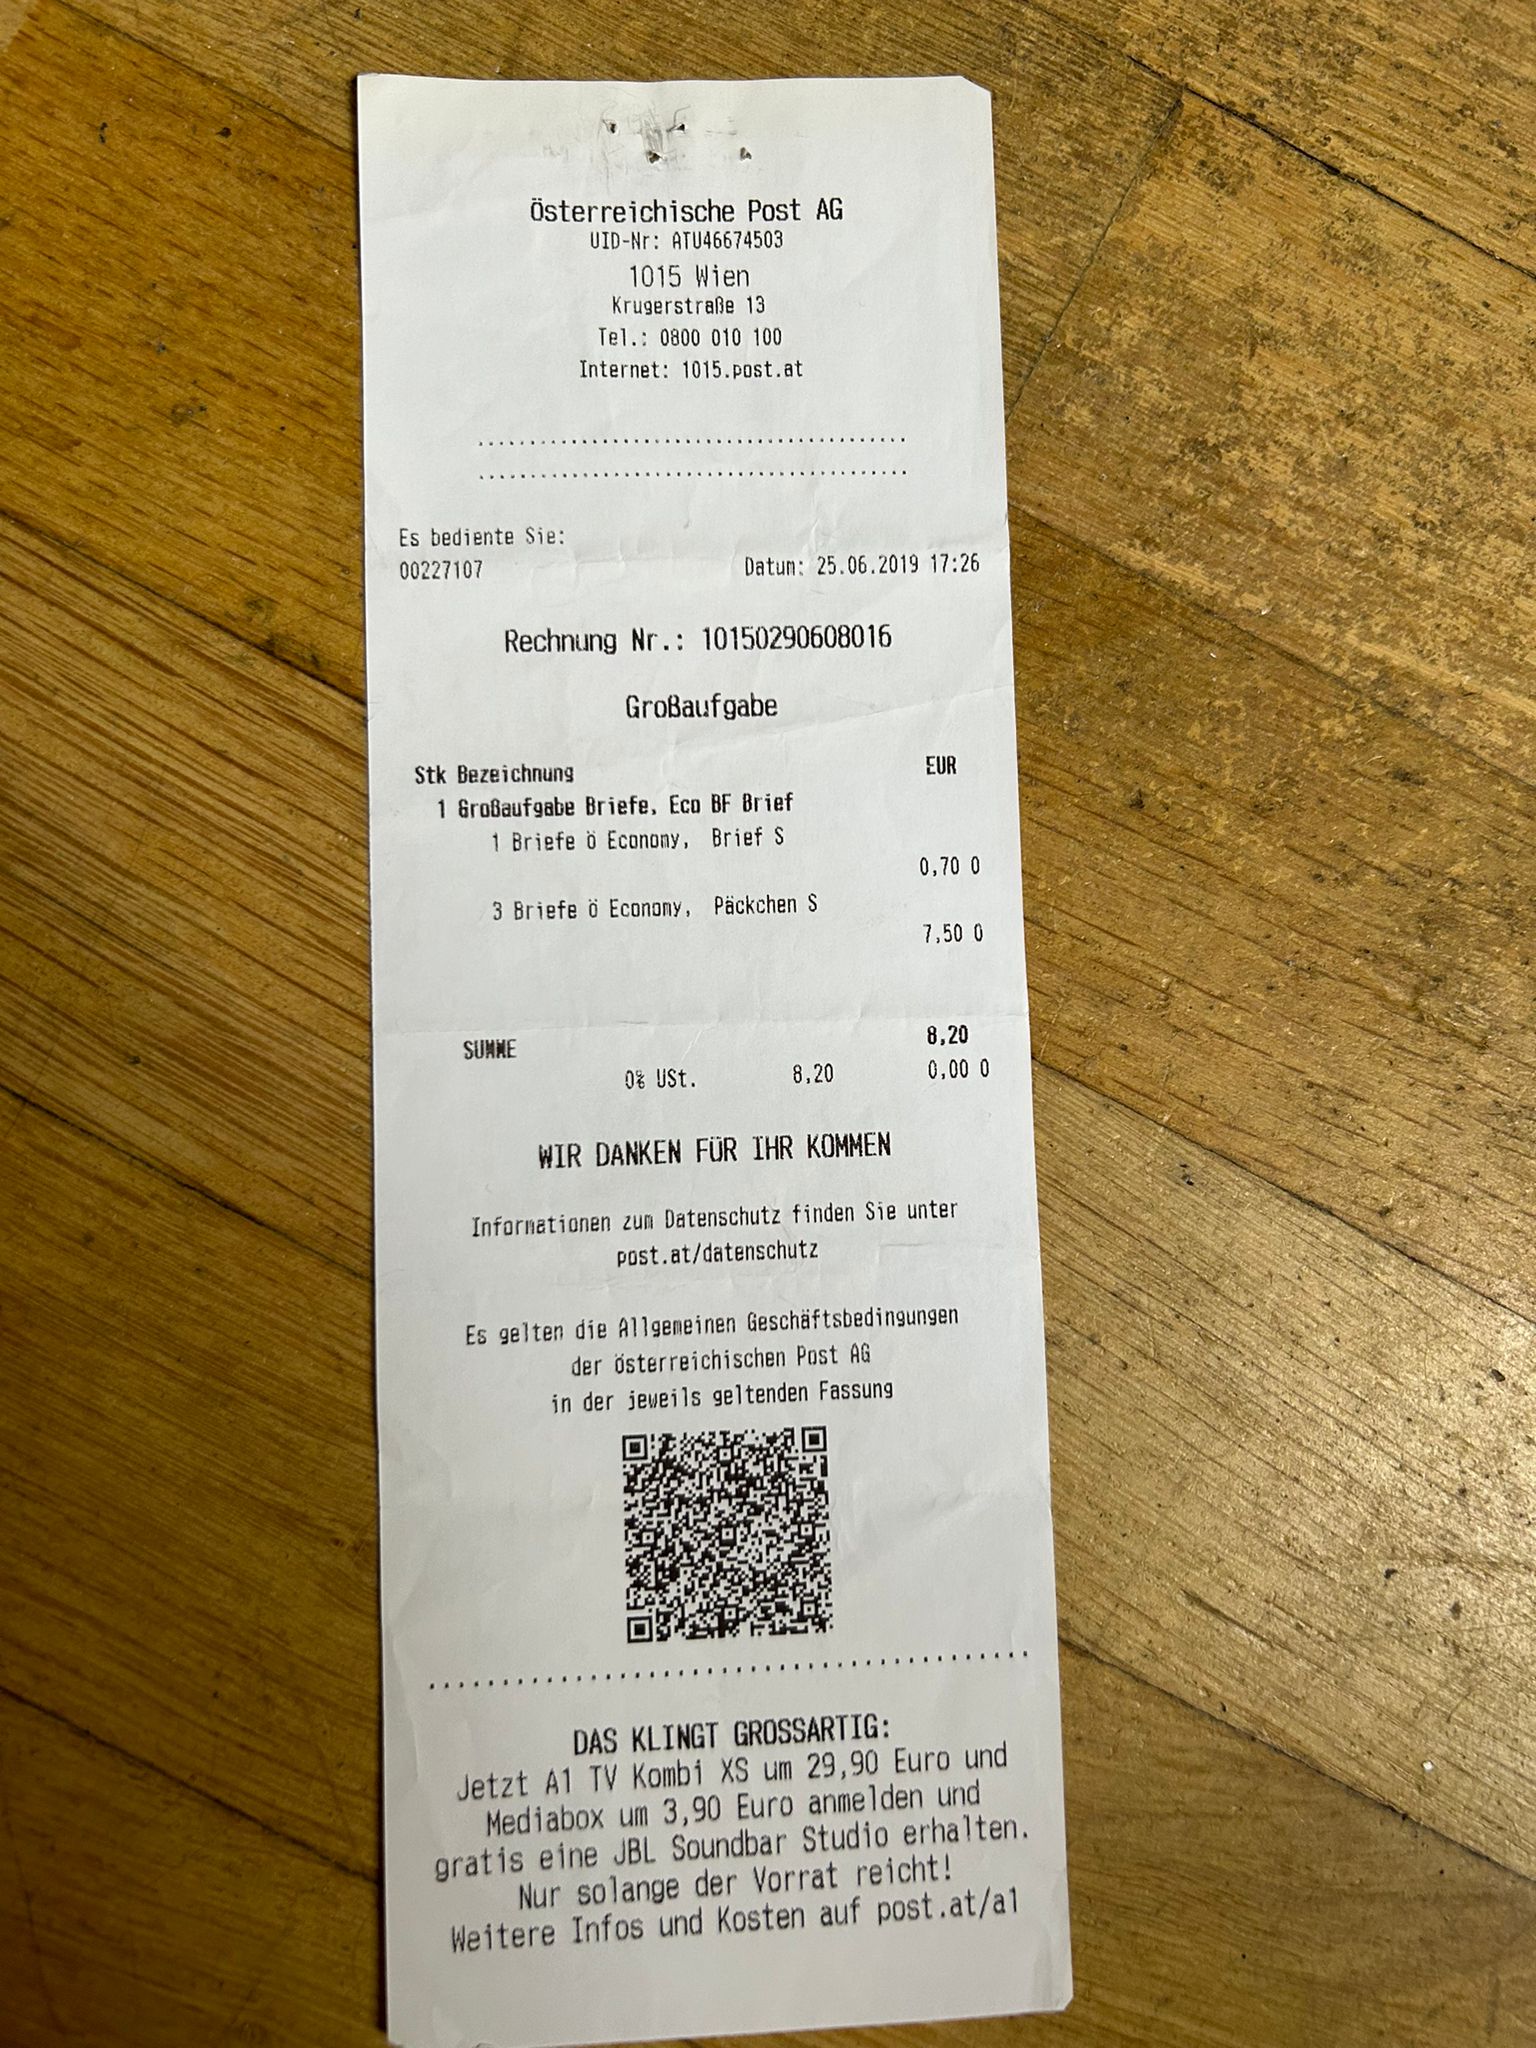 Österreichische Post AG
UID-Nr: ATU46674503
1015 Wien
Krugerstraße 13
Tel.: 0800 010 100
Internet: 1015.post.at
Es bediente Sie:
00227107 Datum: 25.06.2019 17:26
Rechnung Nr.: 10150290608016
Großaufgabe
Stk Bezeichnung EUR
1 Großaufgabe Briefe, Eco BF Brief
1 Briefe ö Economy, Brief S
0,70 0
3 Briefe ö Economy, Päckchen S
7,50 0
SUMME 8,20
0% USt. 8,20 0,00 0
WIR DANKEN FÜR IHR KOMMEN
Informationen zum Datenschutz finden Sie unter
post.at/datenschutz
Es gelten die Allgemeinen Geschäftsbedingungen
der österreichischen Post AG
in der jeweils geltenden Fassung
DAS KLINGT GROSSARTIG:
Jetzt A1 TV Kombi XS um 29,90 Euro und
Mediabox um 3,90 Euro anmelden und
gratis eine JBL Soundbar Studio erhalten.
Nur solange der Vorrat reicht!
Weitere Infos und Kosten auf post.at/a1